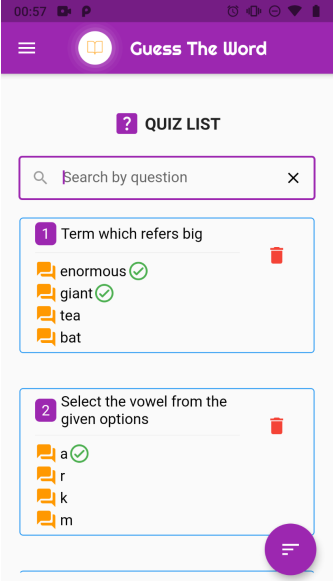 00:57
Guess The Word
? QUIZ LIST
Search by question
1 Term which refers big
enormous
giant
tea
bat
2 Select the vowel from the
given options
a
r
k
m